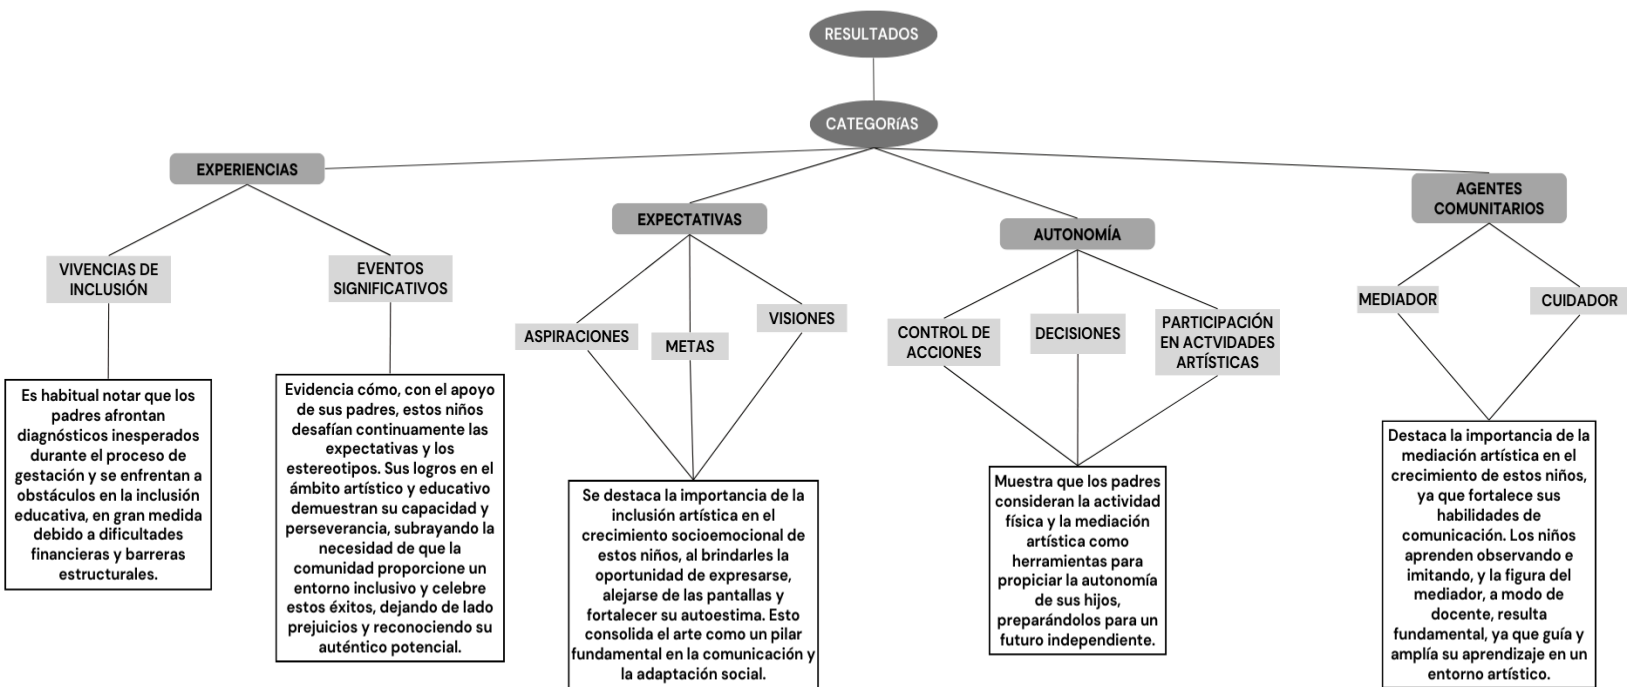 RESULTADOS
CATEGORíAS
EXPERIENCIAS
VIVENCIAS DE
INCLUSIÓN
Es habitual notar que los
padres afrontan
diagnósticos inesperados
durante el proceso de
gestación y se enfrentan a
obstáculos en la inclusión
educativa, en gran medida
debido a dificultades
financieras y barreras
estructurales.
EVENTOS
SIGNIFICATIVOS
Evidencia cómo, con el apoyo
de sus padres, estos niños
desafían continuamente las
expectativas y los
estereotipos. Sus logros en el
ámbito artístico y educativo
demuestran su capacidad y
perseverancia, subrayando la
necesidad de que la
comunidad proporcione un
entorno inclusivo y celebre
estos éxitos, dejando de lado
prejuicios y reconociendo su
auténtico potencial.
EXPECTATIVAS
ASPIRACIONES
METAS
VISIONES
Se destaca la importancia de la
inclusión artística en el
crecimiento socioemocional de
estos niños, al brindarles la
oportunidad de expresarse,
alejarse de las pantallas y
fortalecer su autoestima. Esto
consolida el arte como un pilar
fundamental en la comunicación y
la adaptación social.
AUTONOMÍA
CONTROL DE
ACCIONES
DECISIONES
PARTICIPACIÓN
EN ACTVIDADES
ARTÍSTICAS
Muestra que los padres
consideran la actividad
física y la mediación
artística como
herramientas para
propiciar la autonomía
de sus hijos,
preparándolos para un
futuro independiente.
AGENTES
COMUNITARIOS
MEDIADOR
CUIDADOR
Destaca la importancia de la
mediación artística en el
crecimiento de estos niños,
ya que fortalece sus
habilidades de
comunicación. Los niños
aprenden observando e
imitando, y la figura del
mediador, a modo de
docente, resulta
fundamental, ya que guía y
amplía su aprendizaje en un
entorno artístico.